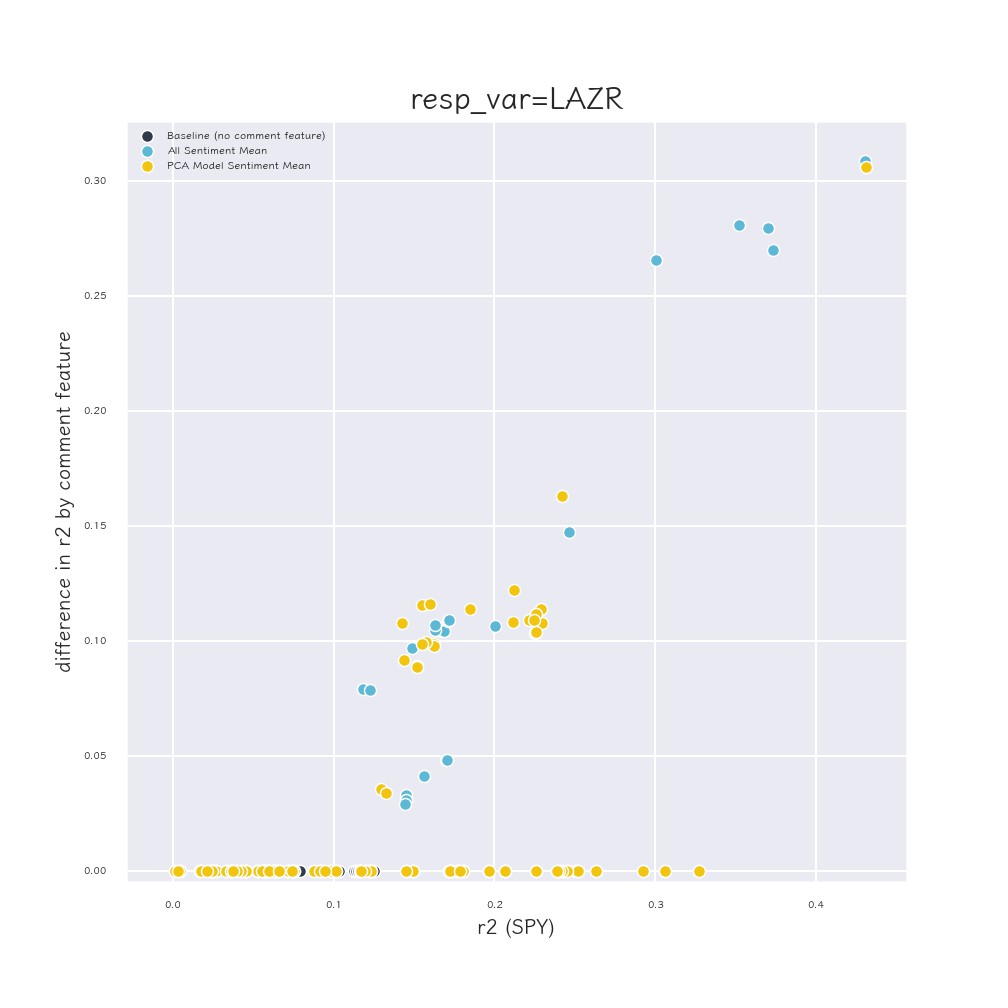 resp_var=LAZR
Baseline (no comment feature)
All Sentiment Mean
PCA Model Sentiment Mean
difference in r2 by comment feature
0.30
0.25
0.20
0.15
0.10
0.05
0.00
0.0
0.1
0.2
0.3
0.4
r2 (SPY)